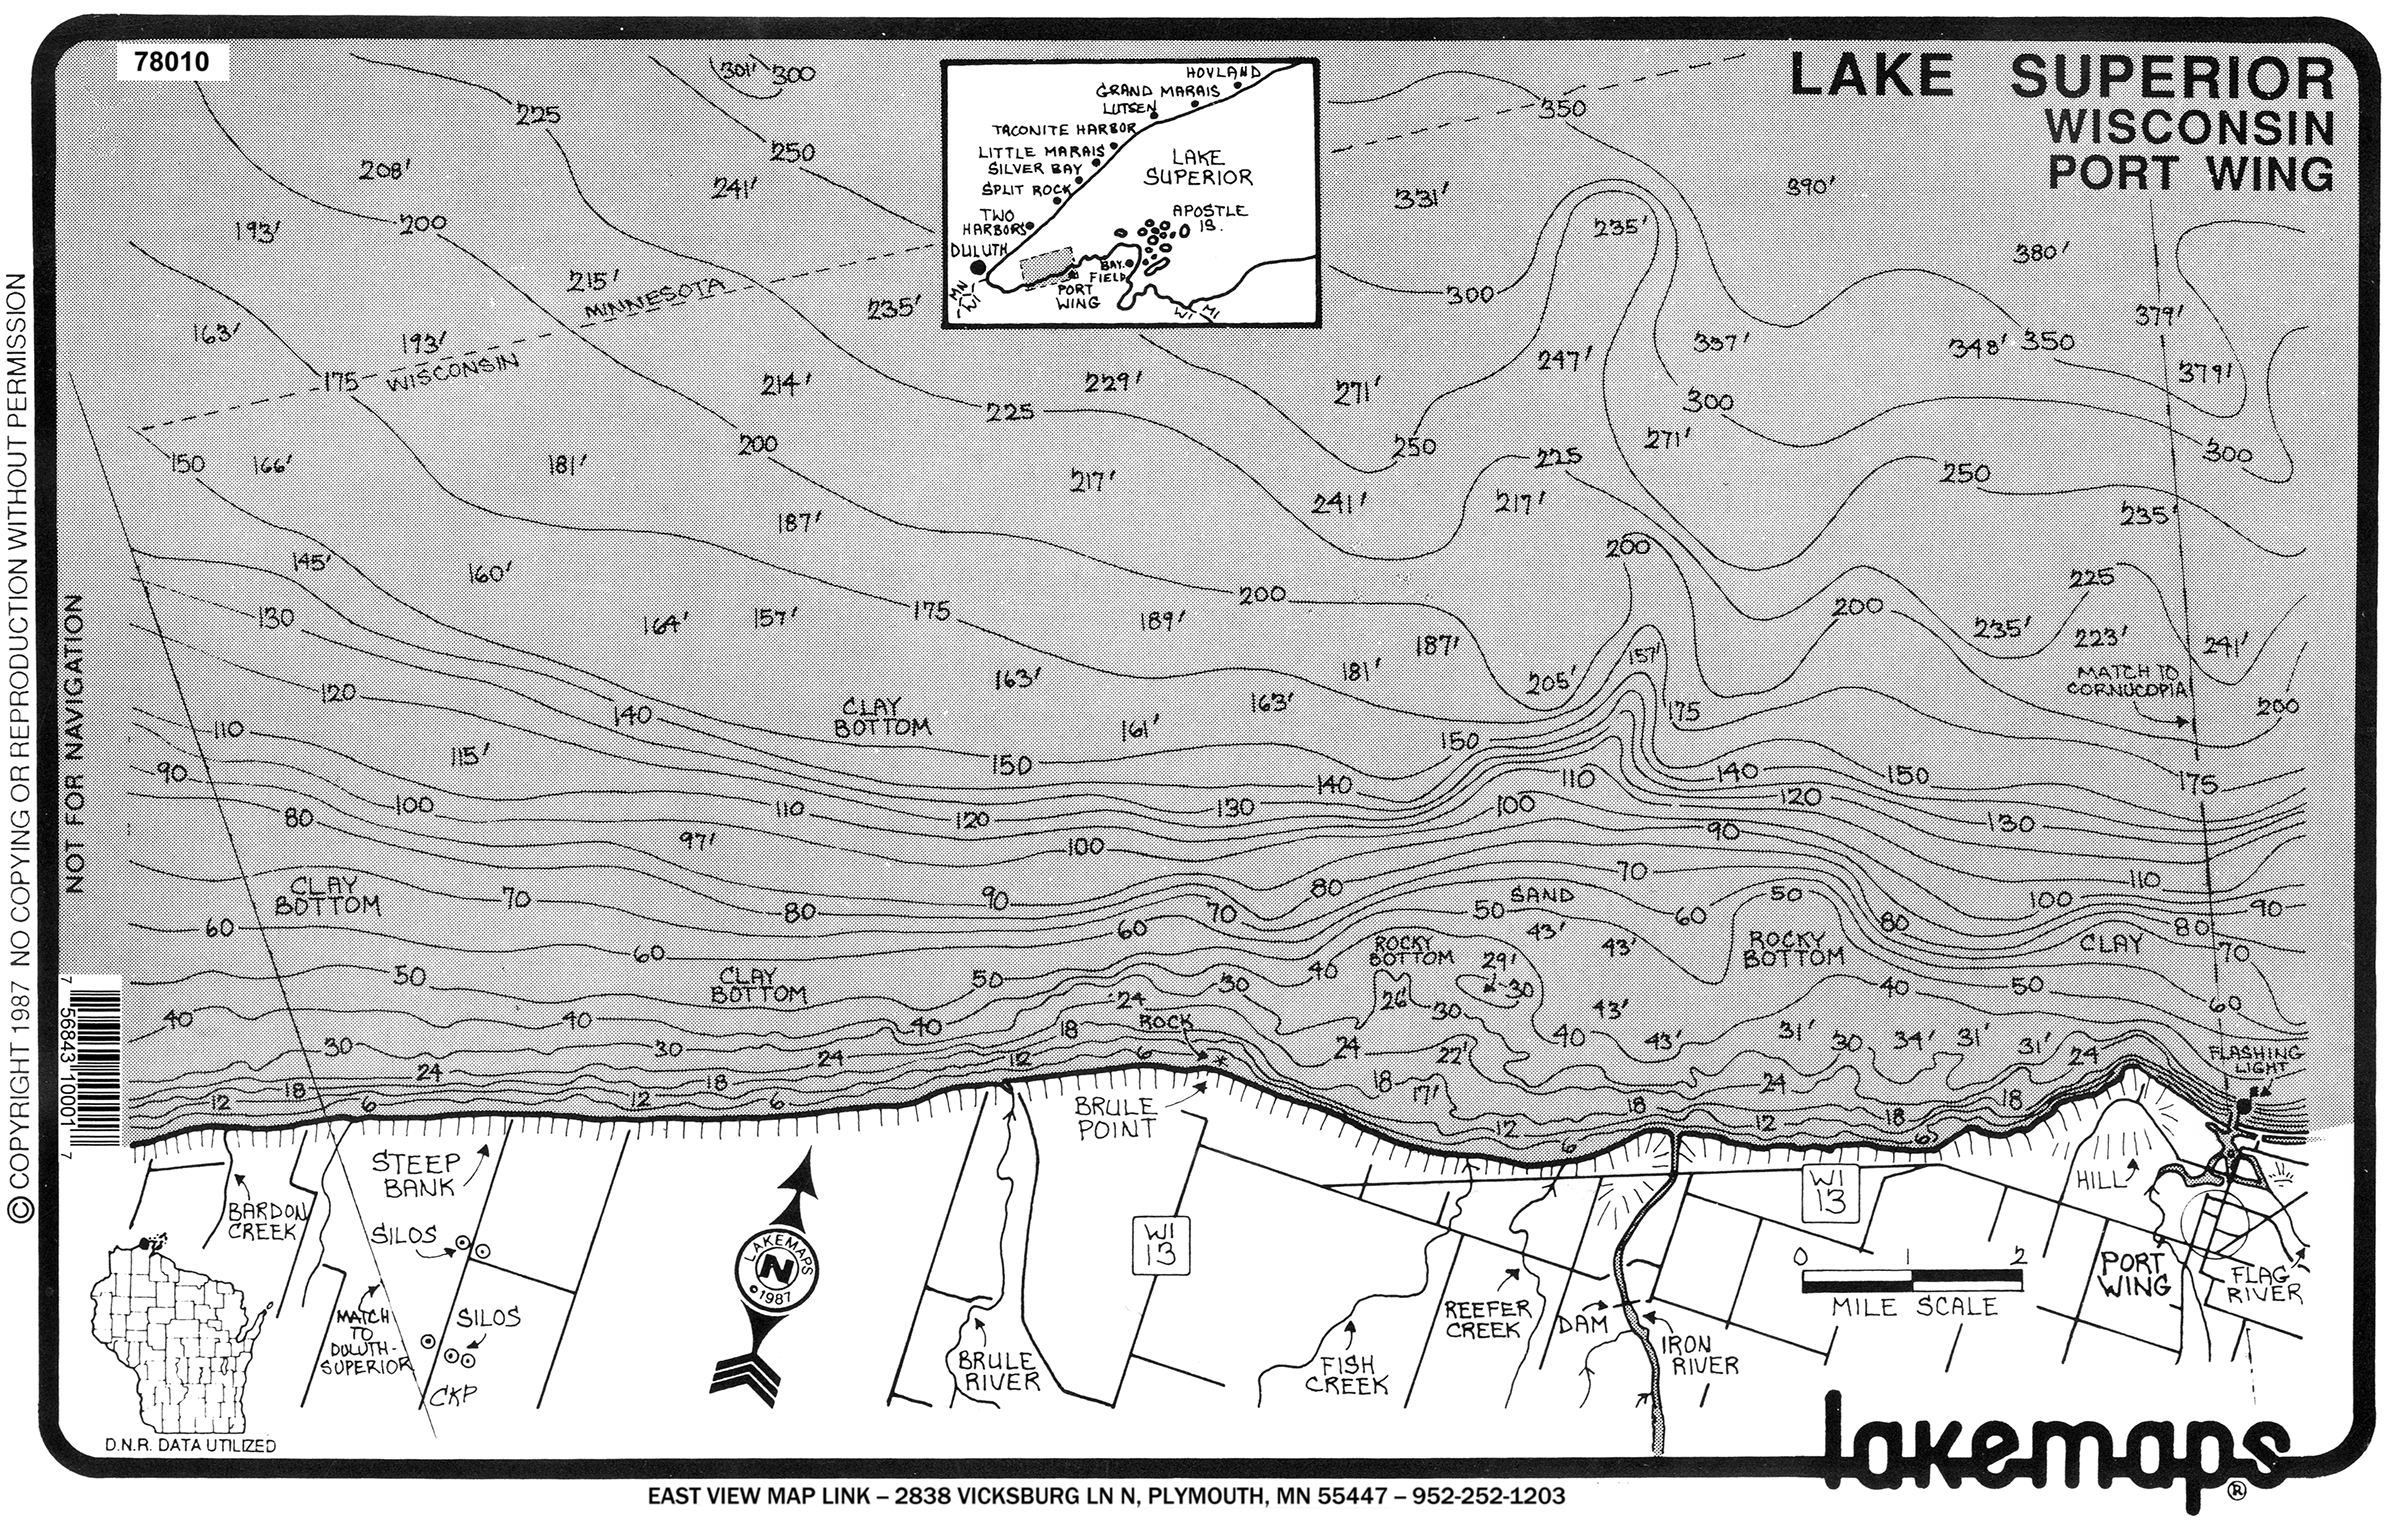 78010
LAKE SUPERIOR
WISCONSIN
PORT WING
HOVLAND
GRAND MARAIS
LUTSEN
TACONITE HARBOR
LITTLE MARAIS
SILVER BAY
SPLIT ROCK
TWO
HARBORS
DULUTH
LAKE
SUPERIOR
APOSTLE
IS.
BAY-
FIELD
PORT
WING
MN
WI
WI
MI
301' 300
225
250
350
208'
241'
331'
390'
193'
200
235'
380'
215'
MINNESOTA
235'
300
379'
163'
193'
175
WISCONSIN
214'
229'
271'
247'
337'
348' 350
379'
225
300
200
250
271'
300
150
166'
181'
217'
225
250
241'
217'
235'
187'
200
145'
160'
200
225
130
164'
157'
175
189'
200
235'
223'
241'
187'
157'
163'
181'
205'
MATCH TO
CORNUCOPIA
120
140
CLAY
BOTTOM
163'
161'
175
200
110
115'
150
150
90
140
110
140
150
175
100
110
130
100
120
80
120
90
130
97'
100
70
110
CLAY
BOTTOM
70
90
80
SAND
50
100
90
80
70
50
60
80
60
60
43'
43'
80
60
ROCKY
BOTTOM
ROCKY
BOTTOM
CLAY
70
50
CLAY
BOTTOM
50
30
40
29'
30
40
50
24
26'
30
43'
60
40
40
40
ROCK
18
40
43'
31'
30
34'
31'
31'
24
30
30
24
12
6
24
22'
FLASHING
LIGHT
24
18
18
17'
24
18
12
18
6
12
6
18
12
18
12
6
6
BRULE
POINT
STEEP
BANK
BARDON
CREEK
SILOS
WI
13
WI
13
HILL
0 1 2
MILE SCALE
PORT
WING
FLAG
RIVER
LAKEMAPS
N
©1987
MATCH
TO
DULUTH-
SUPERIOR
SILOS
CKP
BRULE
RIVER
FISH
CREEK
REEFER
CREEK
DAM
IRON
RIVER
D.N.R. DATA UTILIZED
lakemaps®
NOT FOR NAVIGATION
7 56843 10001 7
© COPYRIGHT 1987 NO COPYING OR REPRODUCTION WITHOUT PERMISSION
EAST VIEW MAP LINK – 2838 VICKSBURG LN N, PLYMOUTH, MN 55447 – 952-252-1203